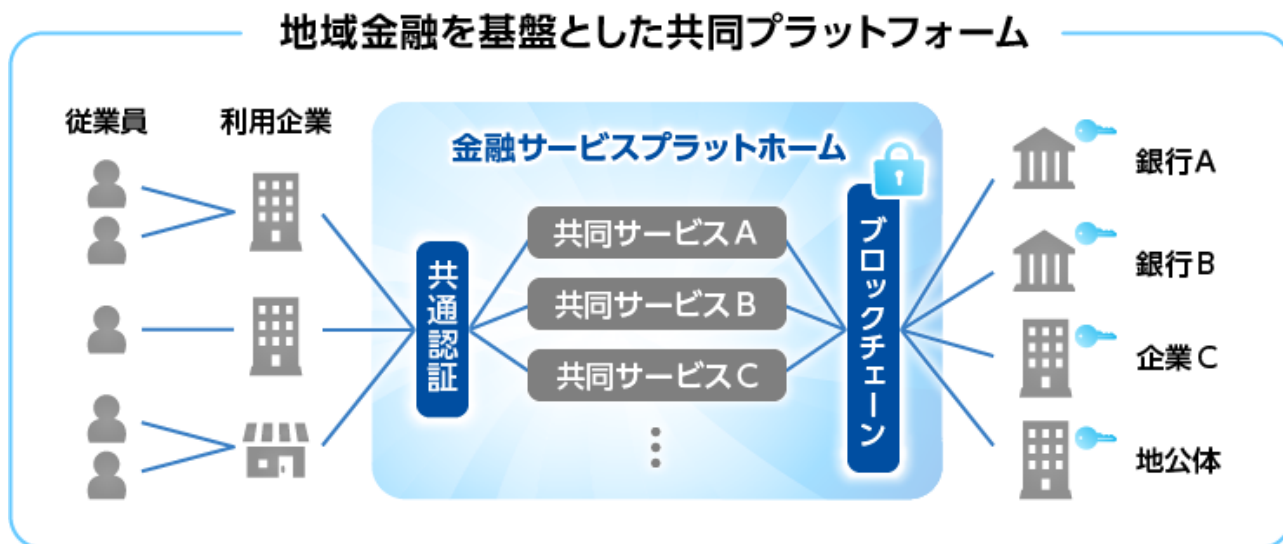 地域金融を基盤とした共同プラットフォーム
従業員
利用企業
金融サービスプラットホーム
共通認証
共同サービスA
共同サービスB
共同サービスC
ブロックチェーン
銀行A
銀行B
企業C
地公体